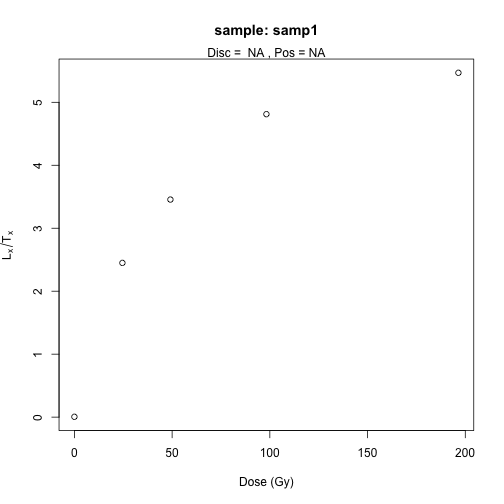 sample: samp1
Disc =  NA , Pos = NA
5
4
3
2
1
0
Lx/Tx
0 50 100 150 200
Dose (Gy)